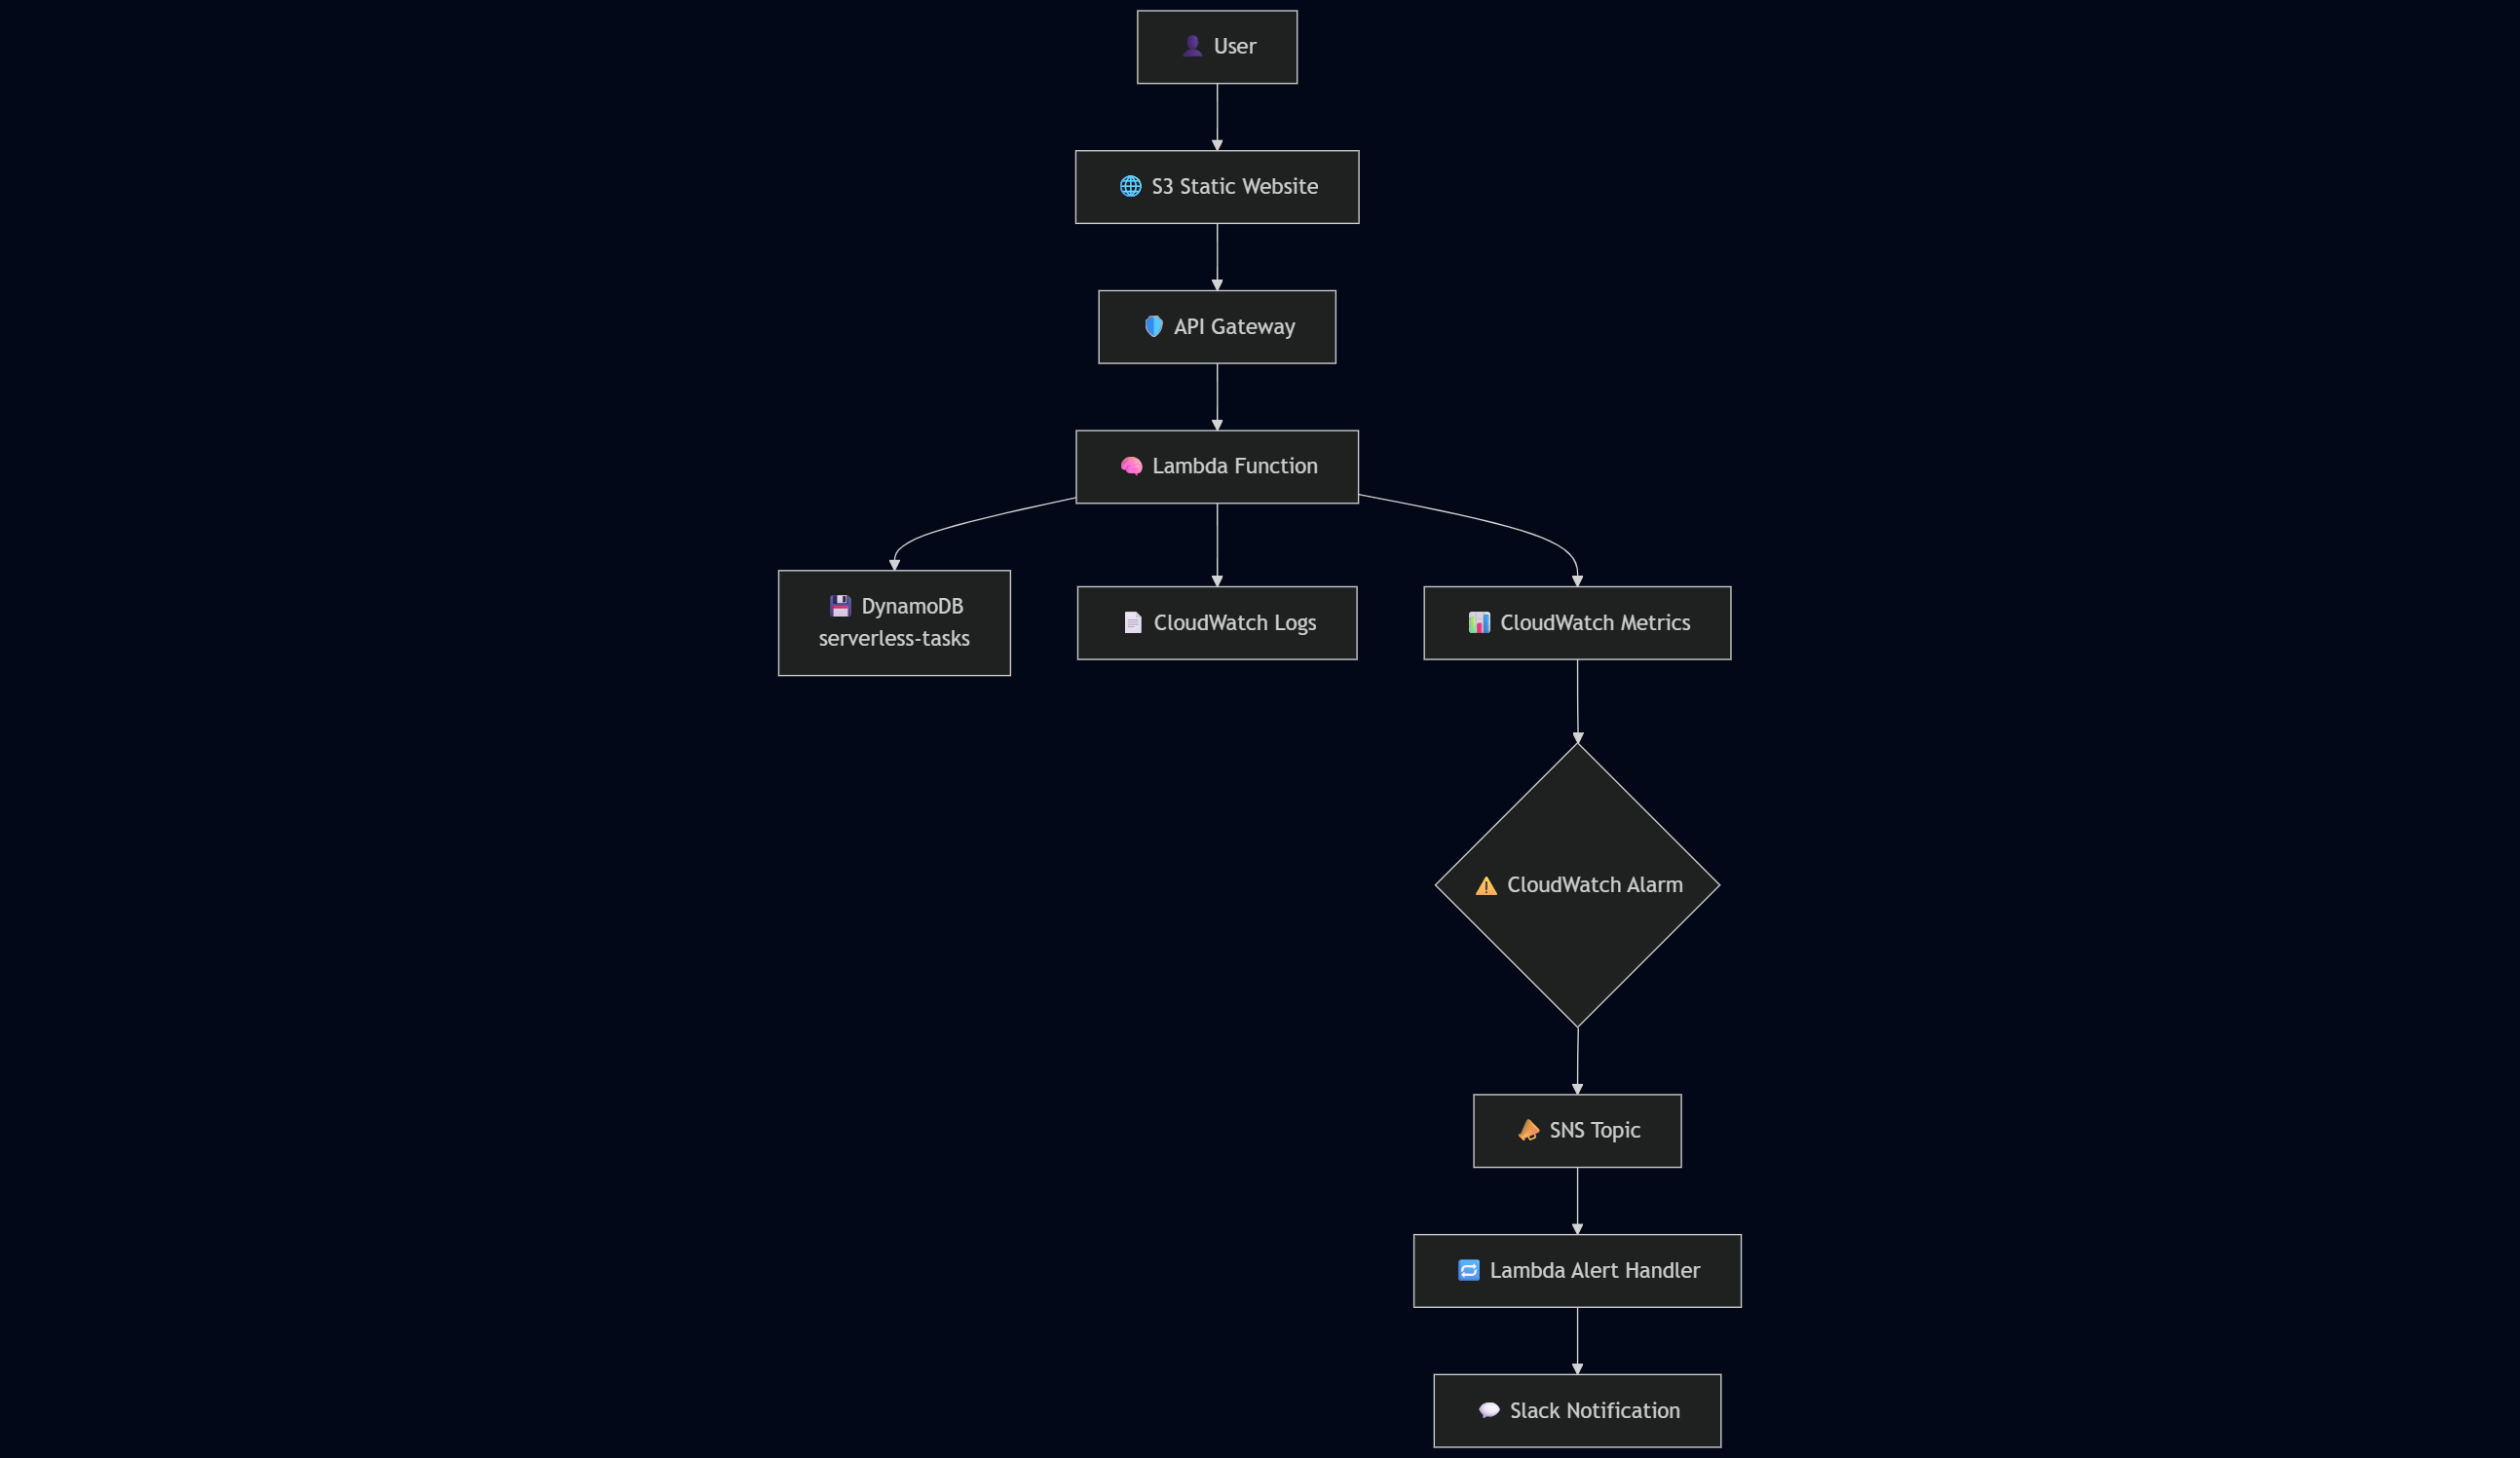 User
S3 Static Website
API Gateway
Lambda Function
DynamoDB
serverless-tasks
CloudWatch Logs
CloudWatch Metrics
CloudWatch Alarm
SNS Topic
Lambda Alert Handler
Slack Notification